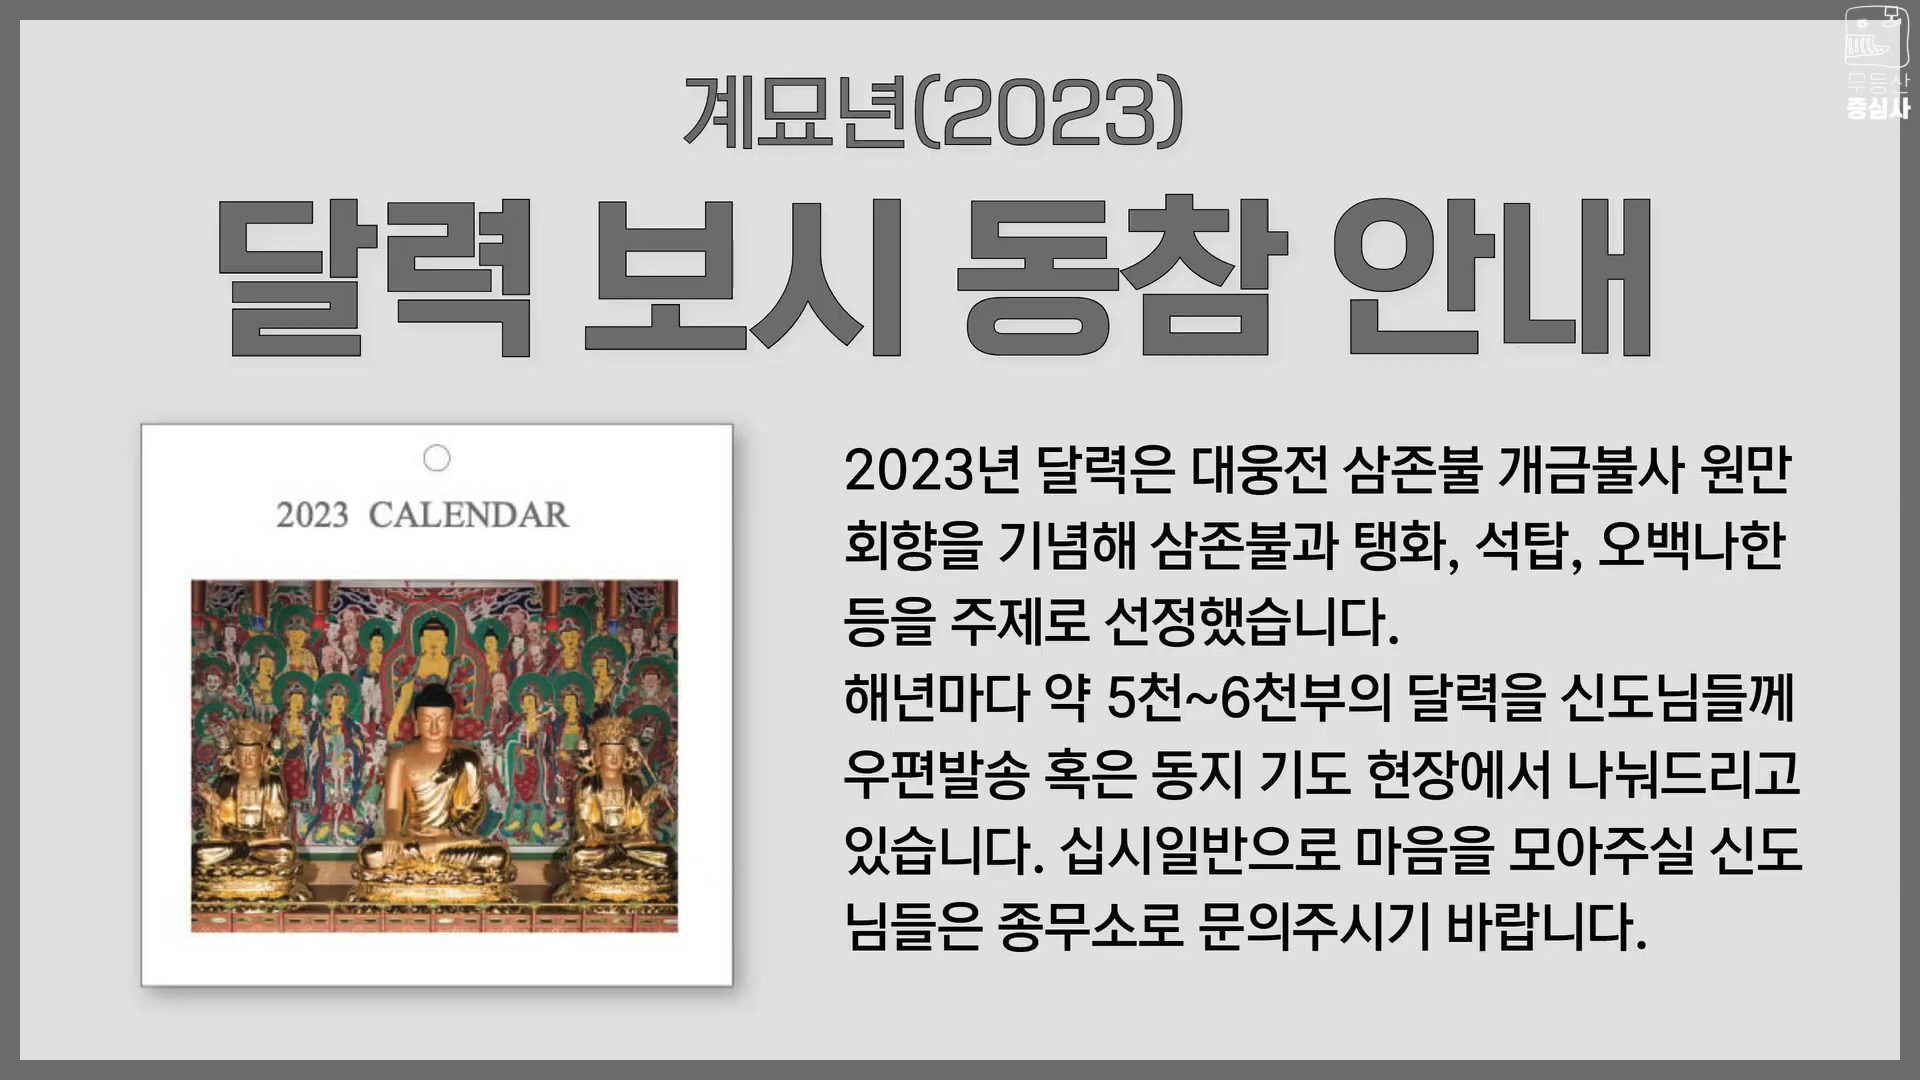 무등산
증심사
계묘년(2023)
달력 보시 동참 안내
2023 CALENDAR
2023년 달력은 대웅전 삼존불 개금불사 원만
회향을 기념해 삼존불과 탱화, 석탑, 오백나한
등을 주제로 선정했습니다.
해년마다 약 5천~6천부의 달력을 신도님들께
우편발송 혹은 동지 기도 현장에서 나눠드리고
있습니다. 십시일반으로 마음을 모아주실 신도
님들은 종무소로 문의주시기 바랍니다.